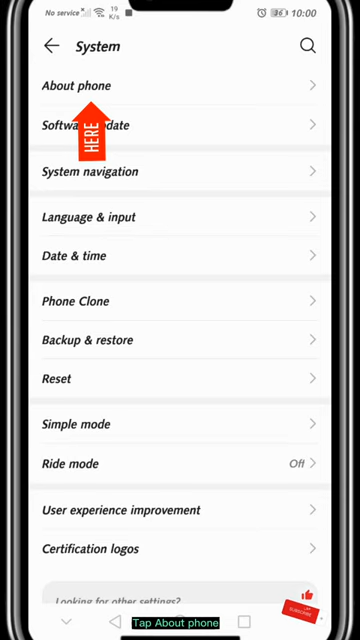 No service 19 K/s 36 10:00
System
About phone
HERE
Software update
System navigation
Language & input
Date & time
Phone Clone
Backup & restore
Reset
Simple mode
Ride mode Off
User experience improvement
Certification logos
Looking for other settings?
SUBSCRIBE
Tap About phone